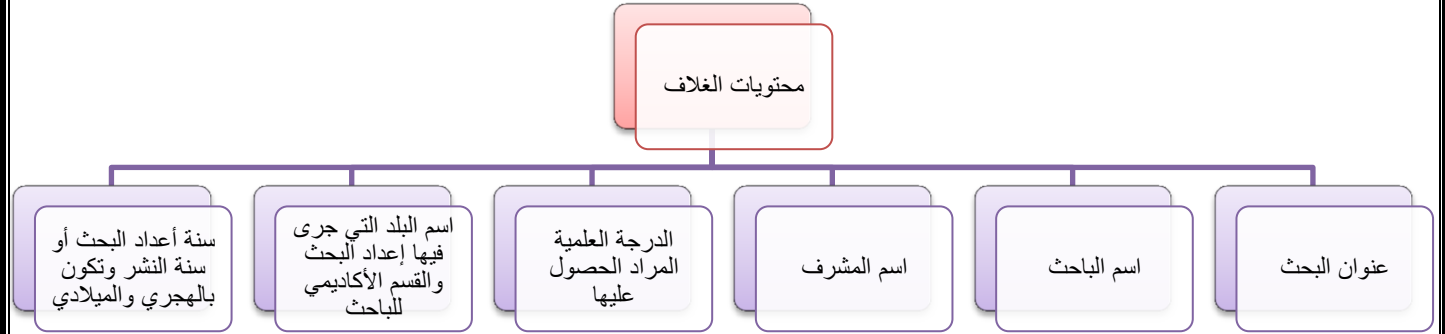 محتويات الغلاف
عنوان البحث
اسم الباحث
اسم المشرف
الدرجة العلمية
المراد الحصول
عليها
اسم البلد التي جرى
فيها إعداد البحث
والقسم الأكاديمي
للباحث
سنة أعداد البحث أو
سنة النشر وتكون
بالهجري والميلادي